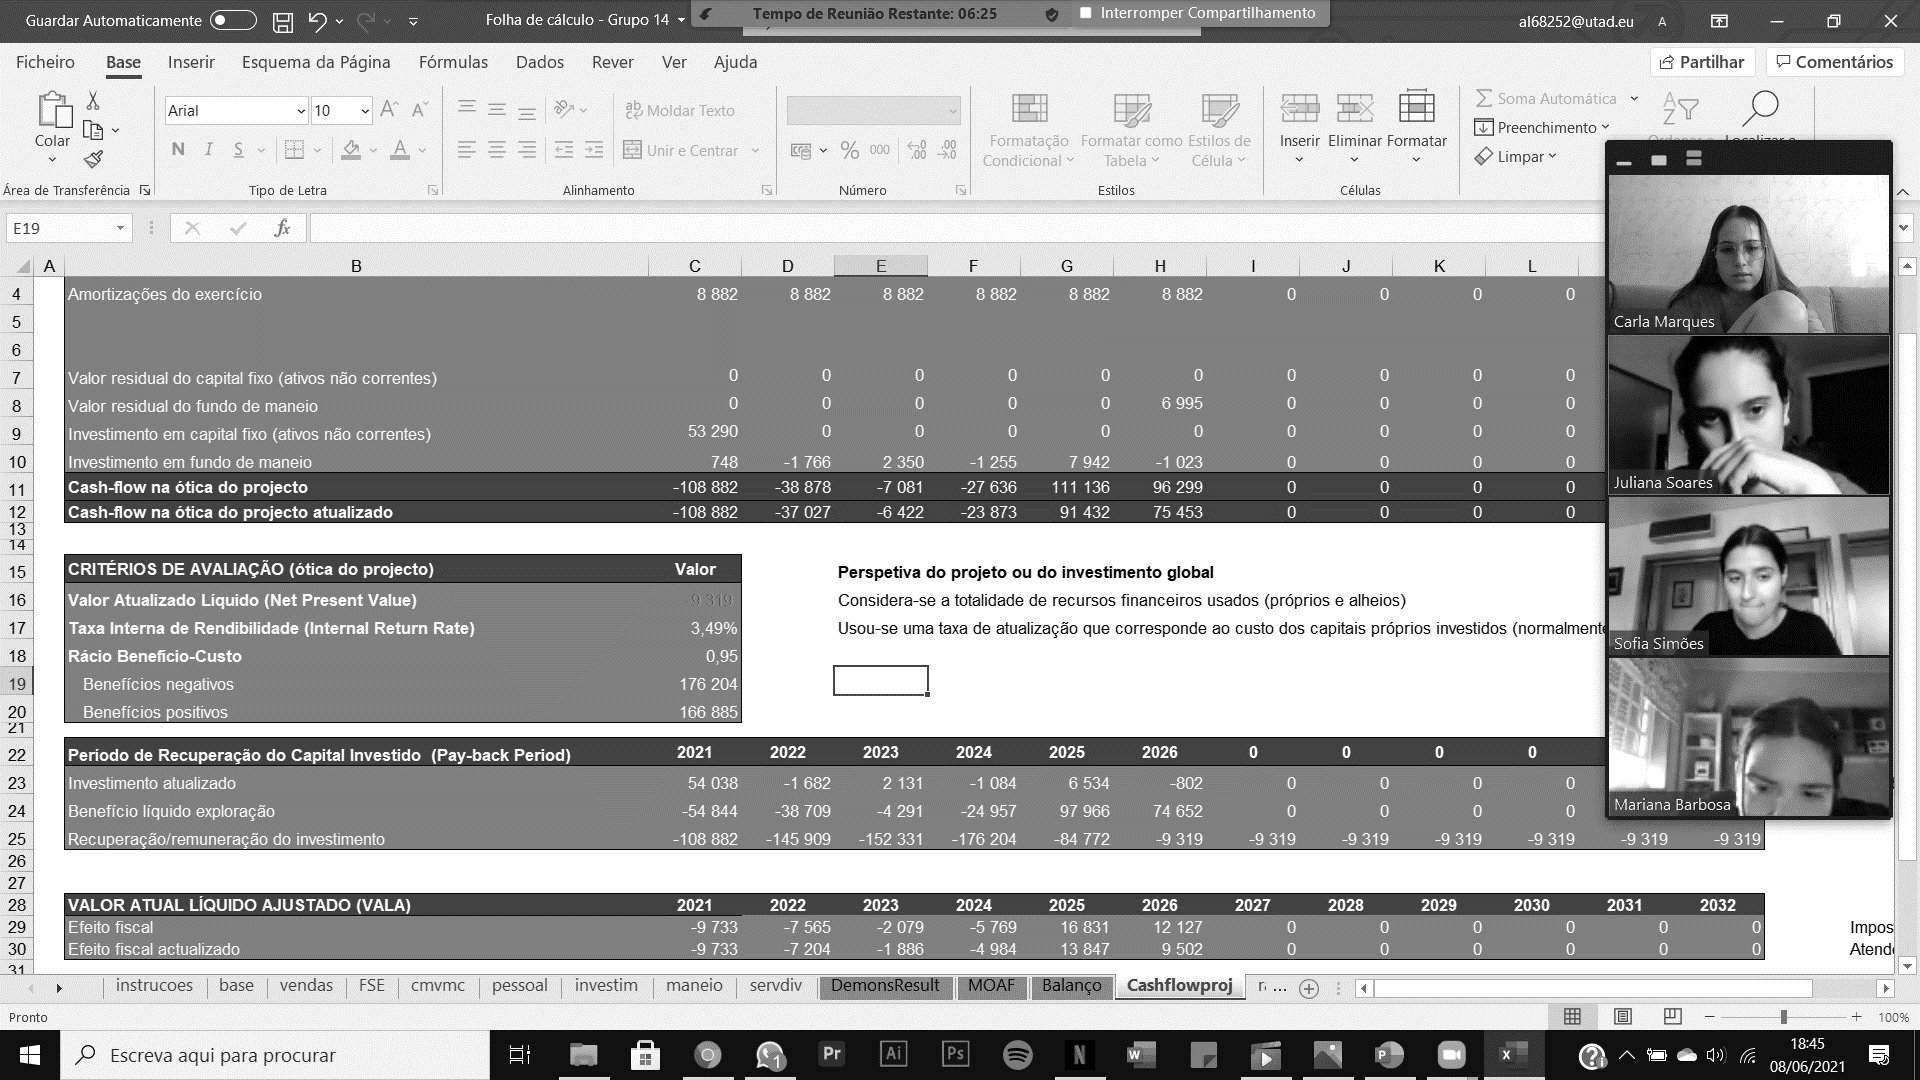 Guardar Automaticamente
Folha de cálculo - Grupo 14
Tempo de Reunião Restante: 06:25
Interromper Compartilhamento
al68252@utad.eu
A
Ficheiro Base Inserir Esquema da Página Fórmulas Dados Rever Ver Ajuda
Partilhar
Comentários
Colar
Arial
10
N I S
Moldar Texto
Unir e Centrar
% 000
Formatação Condicional
Formatar como Tabela
Estilos de Célula
Inserir Eliminar Formatar
Soma Automática
Preenchimento
Limpar
Área de Transferência
Tipo de Letra
Alinhamento
Número
Estilos
Células
E19
fx
A B C D E F G H I J K L
4 Amortizações do exercício 8 882 8 882 8 882 8 882 8 882 8 882 0 0 0 0
5
6
7 Valor residual do capital fixo (ativos não correntes) 0 0 0 0 0 0 0 0 0 0
8 Valor residual do fundo de maneio 0 0 0 0 0 6 995 0 0 0 0
9 Investimento em capital fixo (ativos não correntes) 53 290 0 0 0 0 0 0 0 0 0
10 Investimento em fundo de maneio 748 -1 766 2 350 -1 255 7 942 -1 023 0 0 0 0
11 Cash-flow na ótica do projecto -108 882 -38 878 -7 081 -27 636 111 136 96 299 0 0 0 0
12 Cash-flow na ótica do projecto atualizado -108 882 -37 027 -6 422 -23 873 91 432 75 453 0 0 0 0
13
14
15 CRITÉRIOS DE AVALIAÇÃO (ótica do projecto) Valor Perspetiva do projeto ou do investimento global
16 Valor Atualizado Líquido (Net Present Value) -9 319 Considera-se a totalidade de recursos financeiros usados (próprios e alheios)
17 Taxa Interna de Rendibilidade (Internal Return Rate) 3,49% Usou-se uma taxa de atualização que corresponde ao custo dos capitais próprios investidos (normalmente
18 Rácio Benefício-Custo 0,95
19 Benefícios negativos 176 204
20 Benefícios positivos 166 885
21
22 Período de Recuperação do Capital Investido (Pay-back Period) 2021 2022 2023 2024 2025 2026 0 0 0 0
23 Investimento atualizado 54 038 -1 682 2 131 -1 084 6 534 -802 0 0 0 0
24 Benefício líquido exploração -54 844 -38 709 -4 291 -24 957 97 966 74 652 0 0 0 0
25 Recuperação/remuneração do investimento -108 882 -145 909 -152 331 -176 204 -84 772 -9 319 -9 319 -9 319 -9 319 -9 319 -9 319 -9 319
26
27
28 VALOR ATUAL LÍQUIDO AJUSTADO (VALA) 2021 2022 2023 2024 2025 2026 2027 2028 2029 2030 2031 2032
29 Efeito fiscal -9 733 -7 565 -2 079 -5 769 16 831 12 127 0 0 0 0 0 0 Impos
30 Efeito fiscal actualizado -9 733 -7 204 -1 886 -4 984 13 847 9 502 0 0 0 0 0 0
31
Carla Marques
Juliana Soares
Sofia Simões
Mariana Barbosa
instrucoes base vendas FSE cmvmc pessoal investim maneio servdiv DemonsResult MOAF Balanço Cashflowproj ...
Pronto
100%
Escreva aqui para procurar
1
Pr
Ai
Ps
N
W
P
X
18:45
08/06/2021